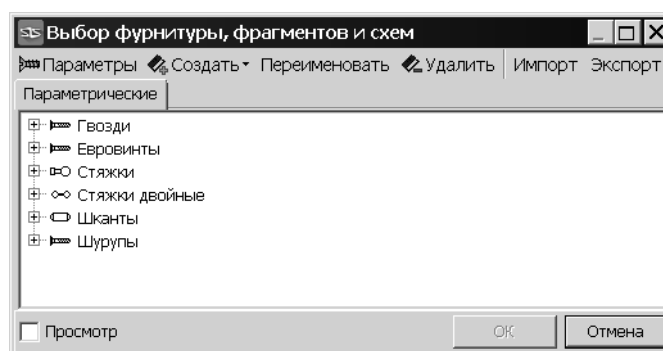 Выбор фурнитуры, фрагментов и схем
Параметры Создать Переименовать Удалить Импорт Экспорт
Параметрические
Гвозди
Евровинты
Стяжки
Стяжки двойные
Шканты
Шурупы
Просмотр OK Отмена